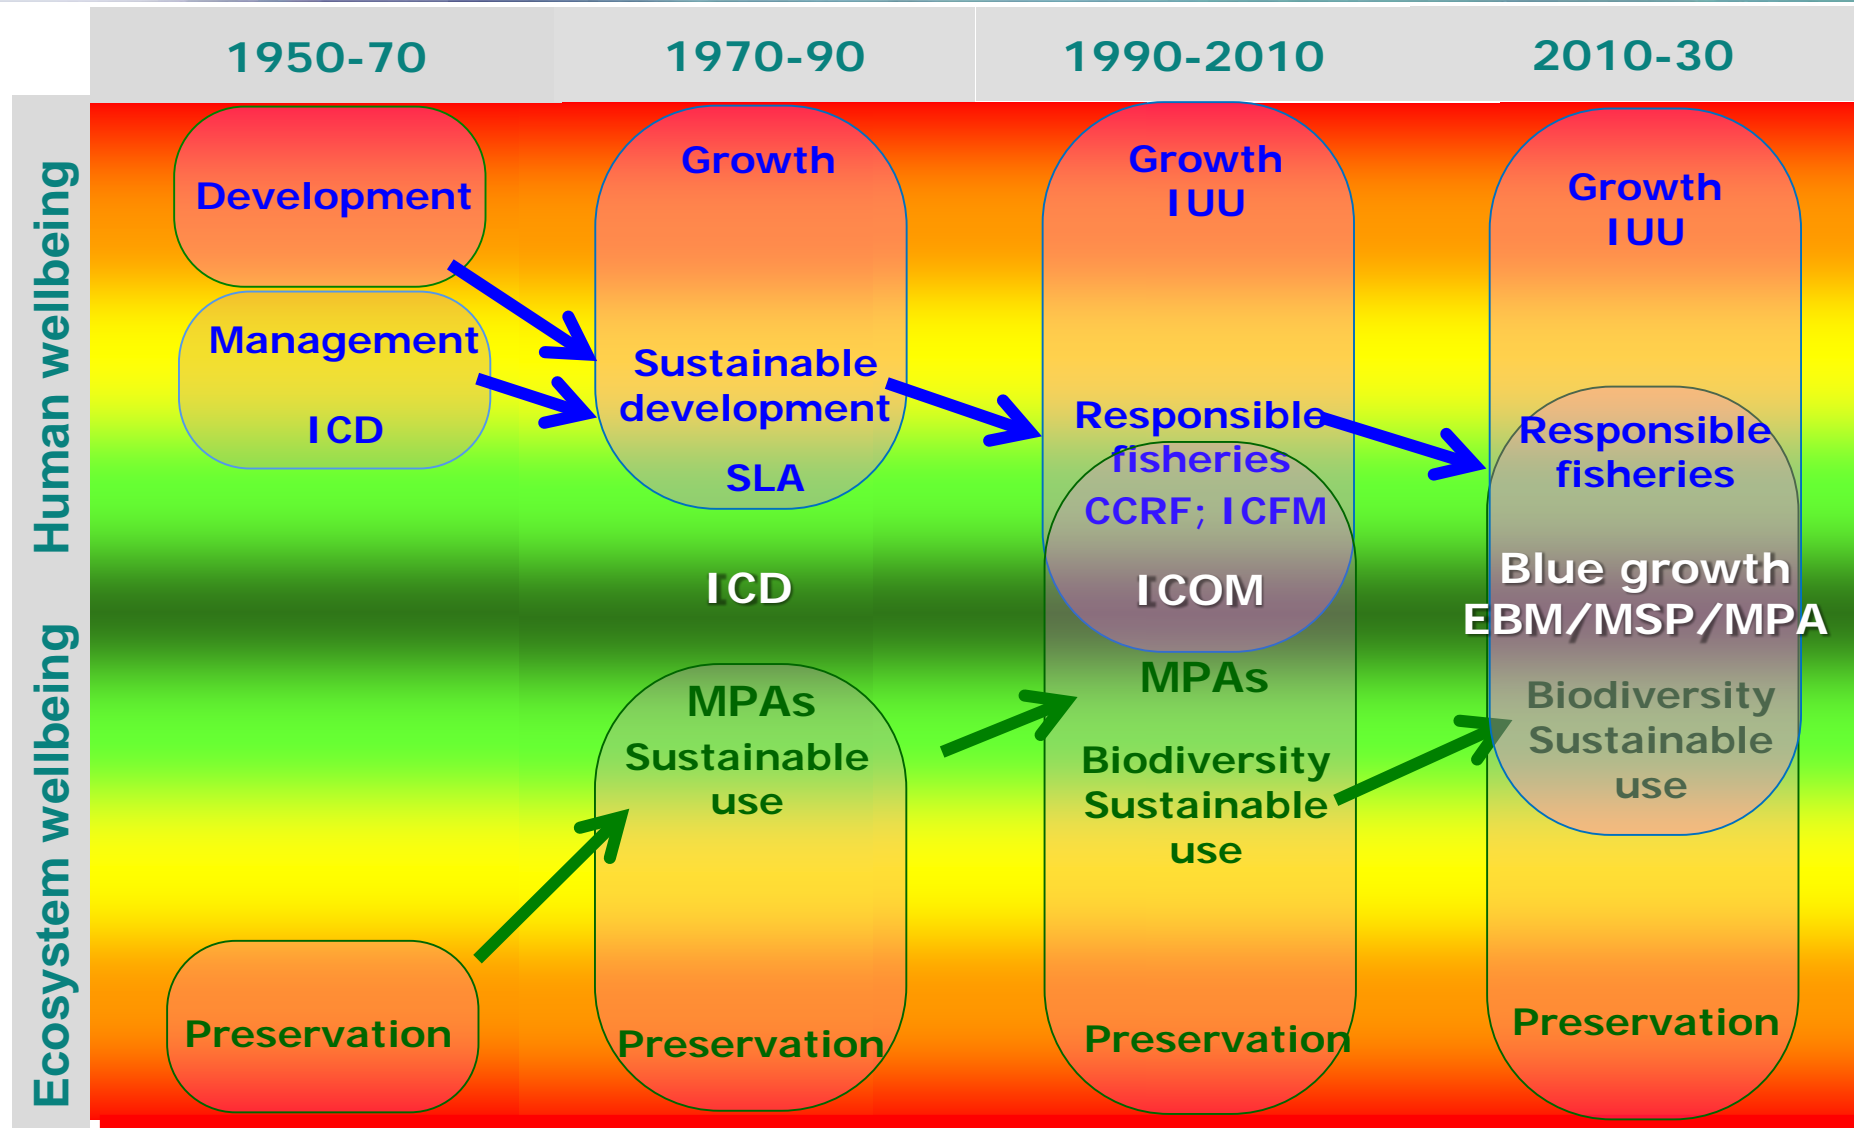 1950-70
1970-90
1990-2010
2010-30
Human wellbeing
Ecosystem wellbeing
Development
Management
ICD
Preservation
Growth
Sustainable
development
SLA
ICD
MPAs
Sustainable
use
Preservation
Growth
IUU
Responsible
fisheries
CCRF; ICFM
ICOM
MPAs
Biodiversity
Sustainable
use
Preservation
Growth
IUU
Responsible
fisheries
Blue growth
EBM/MSP/MPA
Biodiversity
Sustainable
use
Preservation